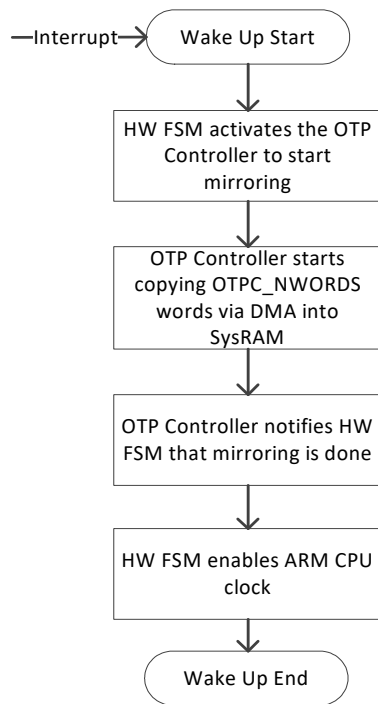 Interrupt
Wake Up Start
HW FSM activates the OTP
Controller to start
mirroring
OTP Controller starts
copying OTPC_NWORDS
words via DMA into
SysRAM
OTP Controller notifies HW
FSM that mirroring is done
HW FSM enables ARM CPU
clock
Wake Up End